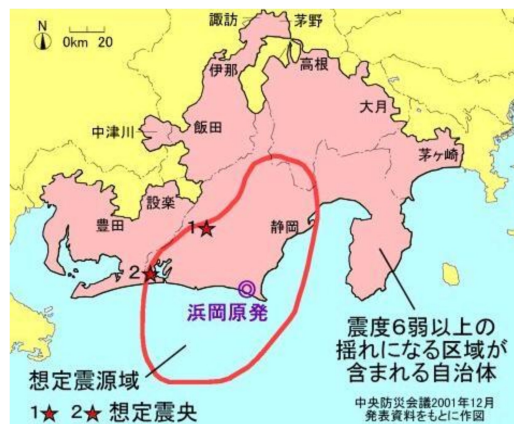 N
0km 20
諏訪
茅野
伊那
高根
大月
中津川
飯田
茅ヶ崎
設楽
豊田
1★
静岡
2★
浜岡原発
震度6弱以上の
揺れになる区域が
含まれる自治体
想定震源域
1★ 2★ 想定震央
中央防災会議2001年12月
発表資料をもとに作図